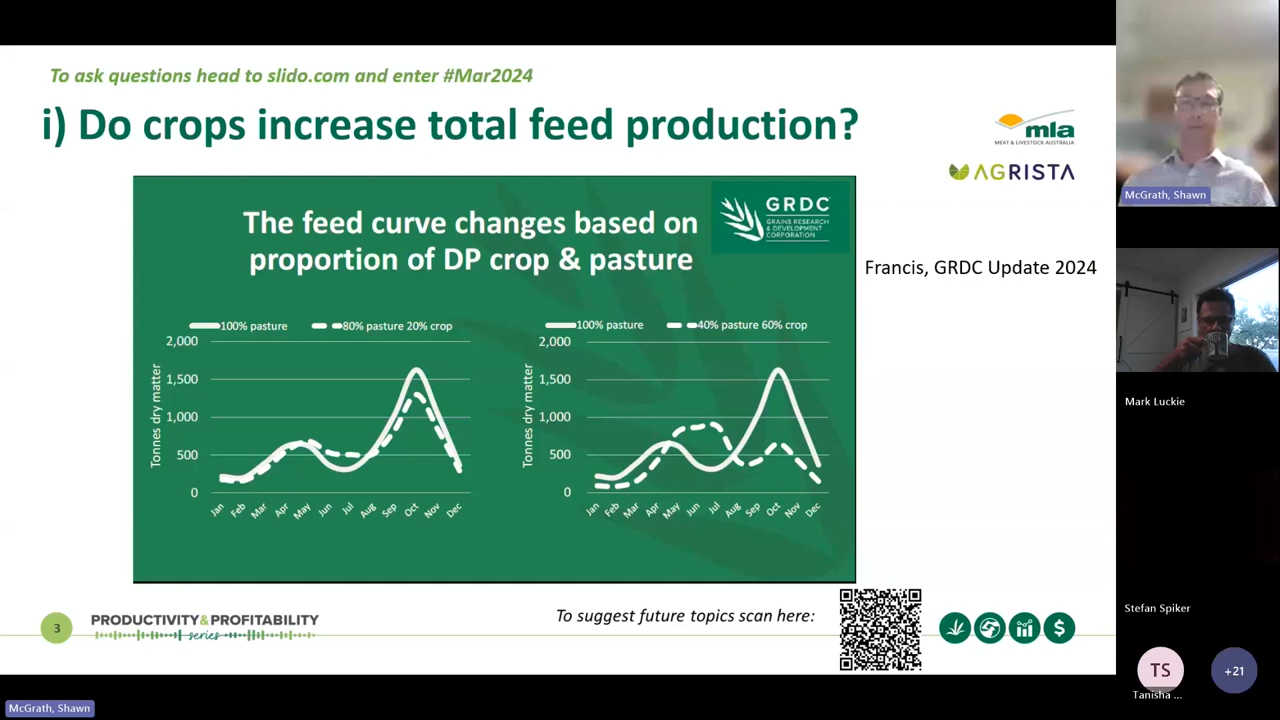 To ask questions head to slido.com and enter #Mar2024
i) Do crops increase total feed production?
mla
MEAT & LIVESTOCK AUSTRALIA
AGRISTA
The feed curve changes based on
proportion of DP crop & pasture
GRDC
GRAINS RESEARCH
& DEVELOPMENT
CORPORATION
Francis, GRDC Update 2024
100% pasture
80% pasture 20% crop
Tonnes dry matter
2,000
1,500
1,000
500
0
Jan
Feb
Mar
Apr
May
Jun
Jul
Aug
Sep
Oct
Nov
Dec
100% pasture
40% pasture 60% crop
Tonnes dry matter
2,000
1,500
1,000
500
0
Jan
Feb
Mar
Apr
May
Jun
Jul
Aug
Sep
Oct
Nov
Dec
3
PRODUCTIVITY&PROFITABILITY
series
To suggest future topics scan here:
$
McGrath, Shawn
McGrath, Shawn
Mark Luckie
Stefan Spiker
TS
Tanisha ...
+21